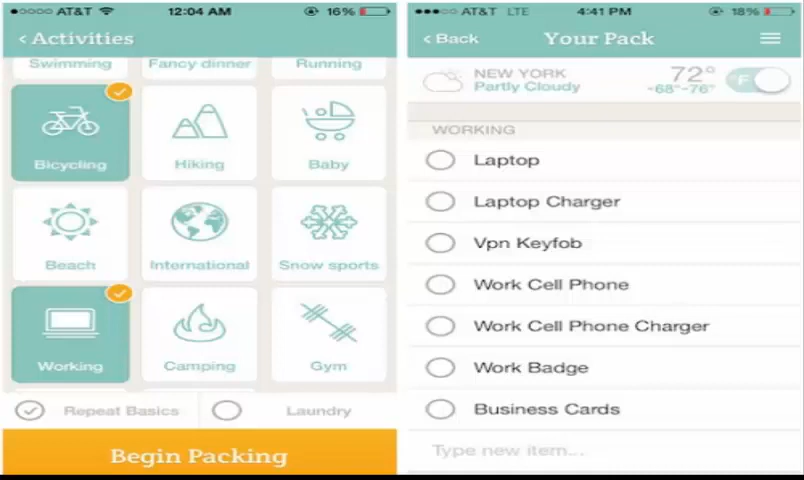 AT&T 12:04 AM 16%
< Activities
Swimming Fancy dinner Running
Bicycling Hiking Baby
Beach International Snow sports
Working Camping Gym
Repeat Basics Laundry
Begin Packing
AT&T LTE 4:41 PM 18%
< Back Your Pack
NEW YORK 72° °F
Partly Cloudy -68°-76°
WORKING
Laptop
Laptop Charger
Vpn Keyfob
Work Cell Phone
Work Cell Phone Charger
Work Badge
Business Cards
Type new item...